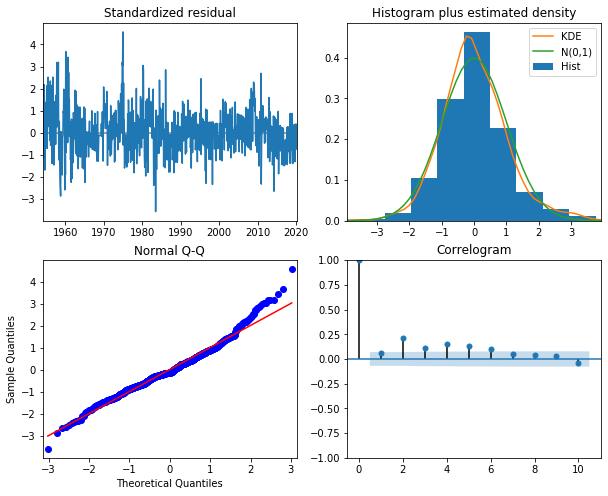 Standardized residual
5
4
3
2
1
0
−1
−2
−3
1960 1970 1980 1990 2000 2010 2020
Histogram plus estimated density
KDE
N(0,1)
Hist
0.4
0.3
0.2
0.1
0.0
−3 −2 −1 0 1 2 3
Normal Q-Q
Sample Quantiles
4
3
2
1
0
−1
−2
−3
−3 −2 −1 0 1 2 3
Theoretical Quantiles
Correlogram
1.00
0.75
0.50
0.25
0.00
−0.25
−0.50
−0.75
−1.00
0 2 4 6 8 10